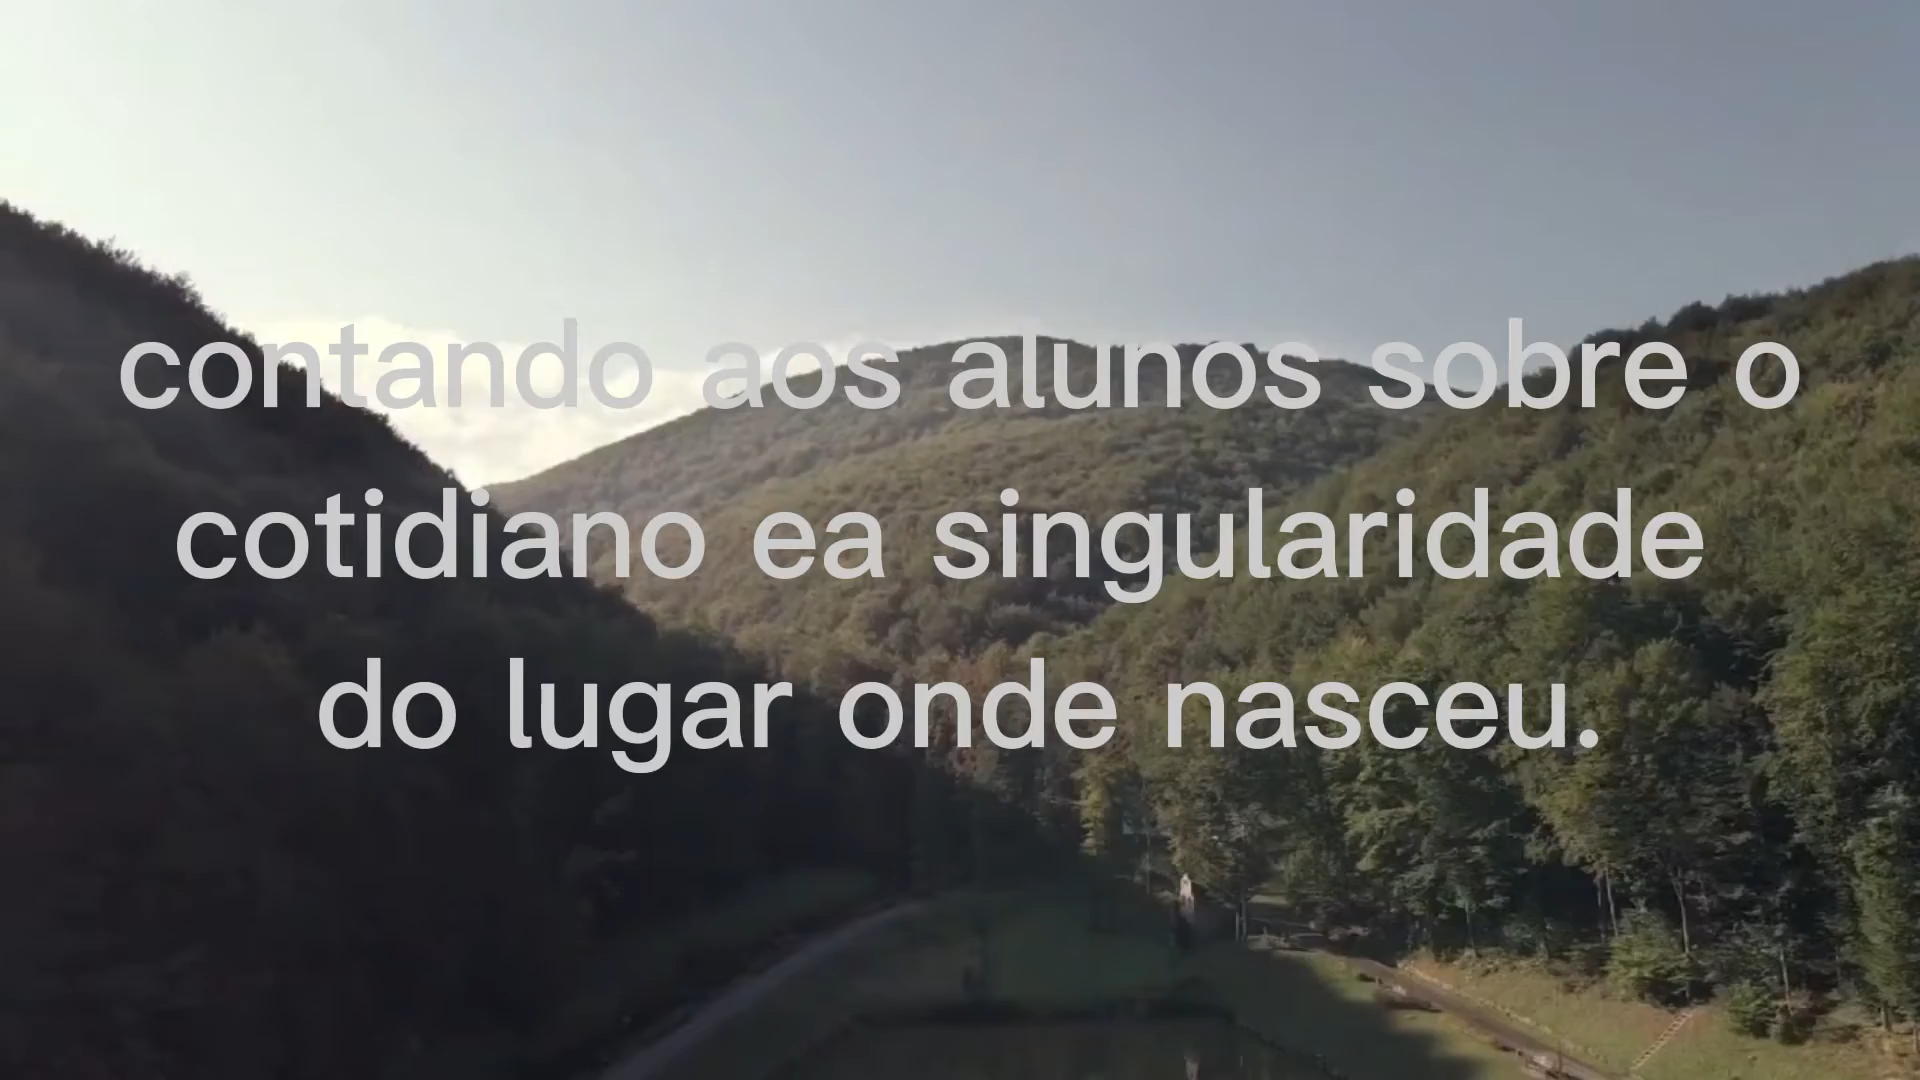 contando aos alunos sobre o
cotidiano ea singularidade
do lugar onde nasceu.